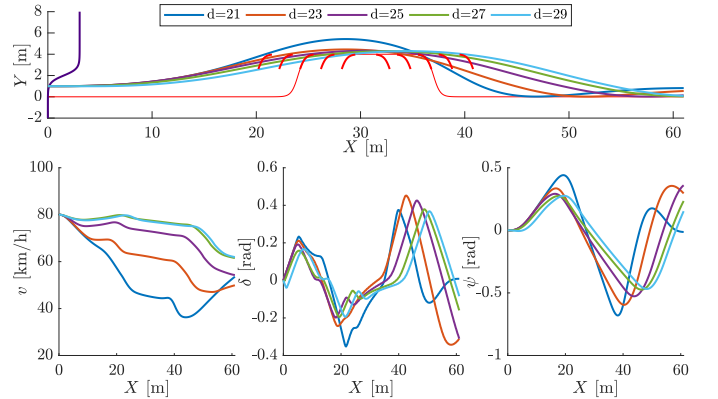 d=21 d=23 d=25 d=27 d=29
8
6
4
2
0
-2
Y [m]
0 10 20 30 40 50 60
X [m]
100
80
60
40
20
v [km/h]
0 20 40 60
X [m]
0.6
0.4
0.2
0
-0.2
-0.4
δ [rad]
0 20 40 60
X [m]
1
0.5
0
-0.5
-1
ψ [rad]
0 20 40 60
X [m]